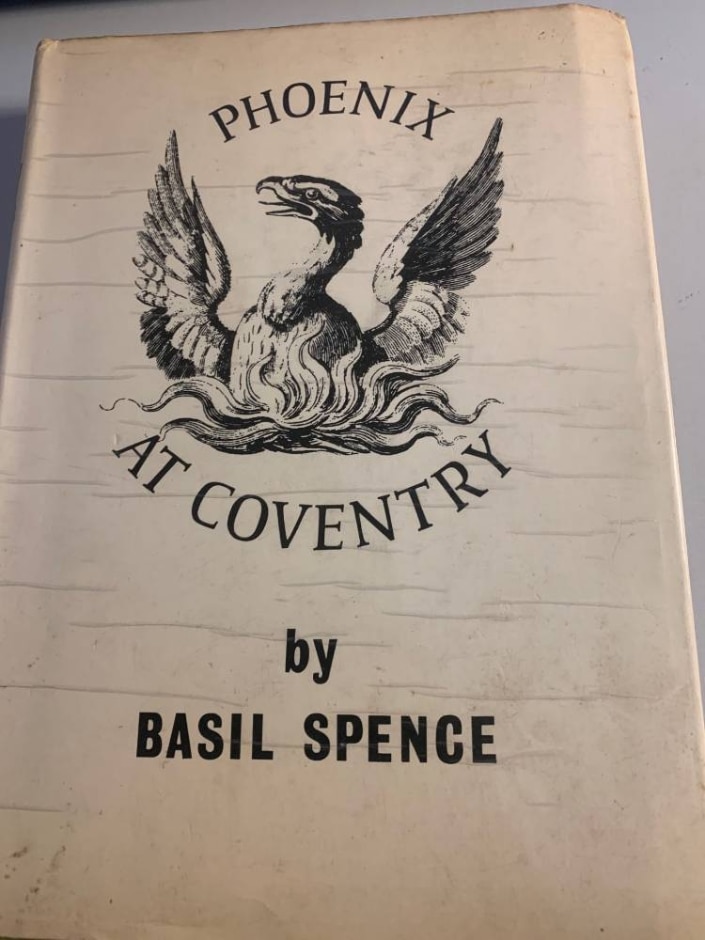 PHOENIX
AT COVENTRY
by
BASIL SPENCE